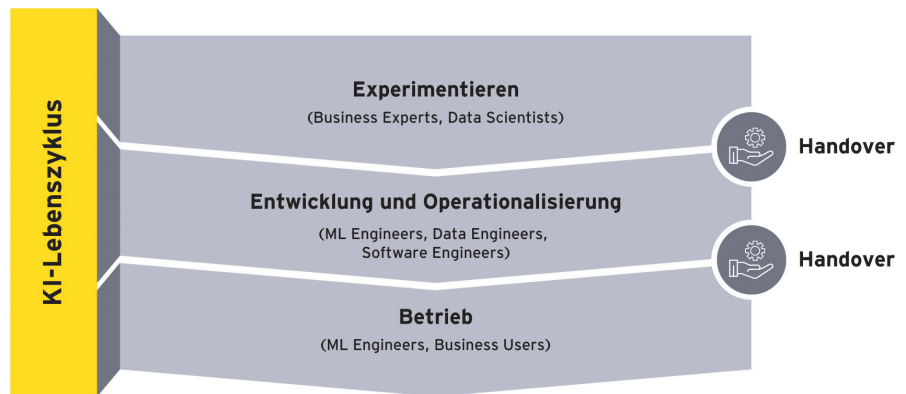 KI-Lebenszyklus
Experimentieren
(Business Experts, Data Scientists)
Handover
Entwicklung und Operationalisierung
(ML Engineers, Data Engineers,
Software Engineers)
Handover
Betrieb
(ML Engineers, Business Users)